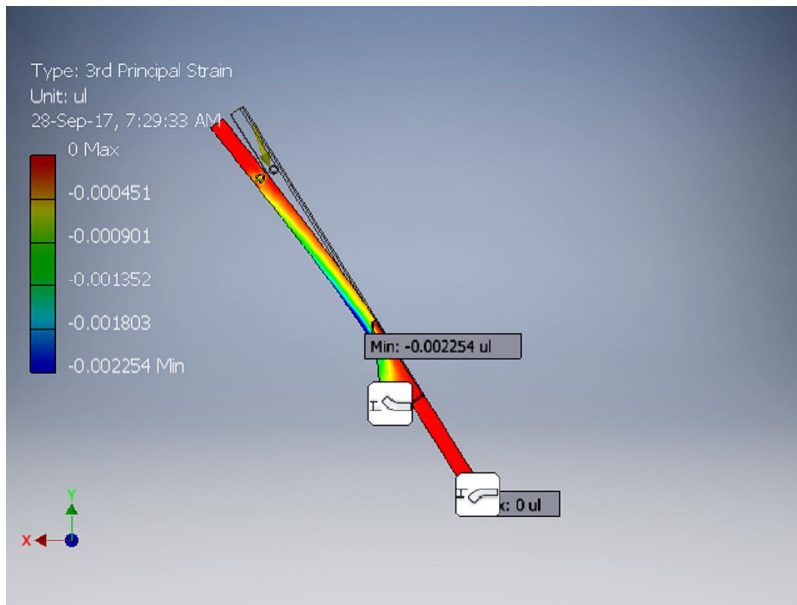 Type: 3rd Principal Strain
Unit: ul
28-Sep-17, 7:29:33 AM
0 Max
-0.000451
-0.000901
-0.001352
-0.001803
-0.002254 Min
Min: -0.002254 ul
x: 0 ul
Y
X